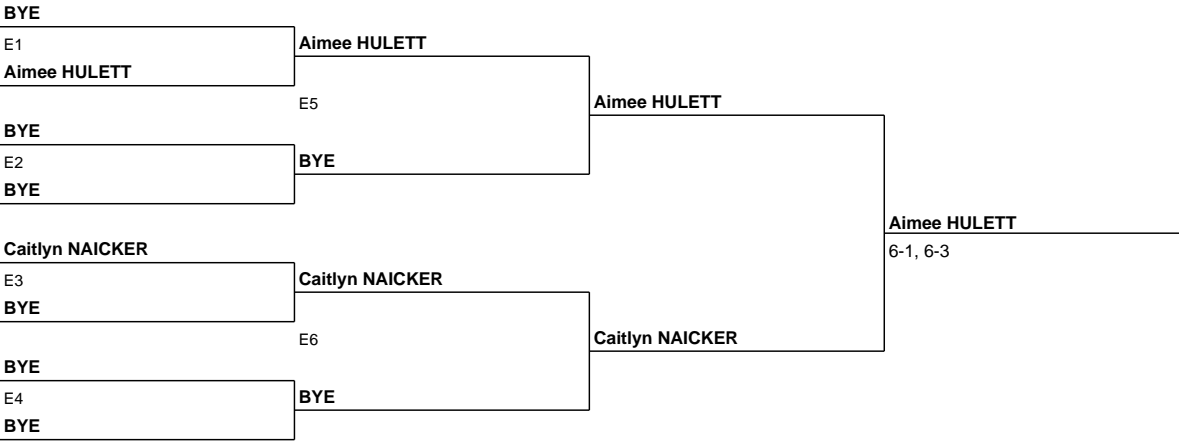 BYE
E1
Aimee HULETT
Aimee HULETT
E5
BYE
E2
BYE
BYE
Aimee HULETT
Caitlyn NAICKER
E3
BYE
Caitlyn NAICKER
E6
BYE
E4
BYE
BYE
Caitlyn NAICKER
Aimee HULETT
6-1, 6-3